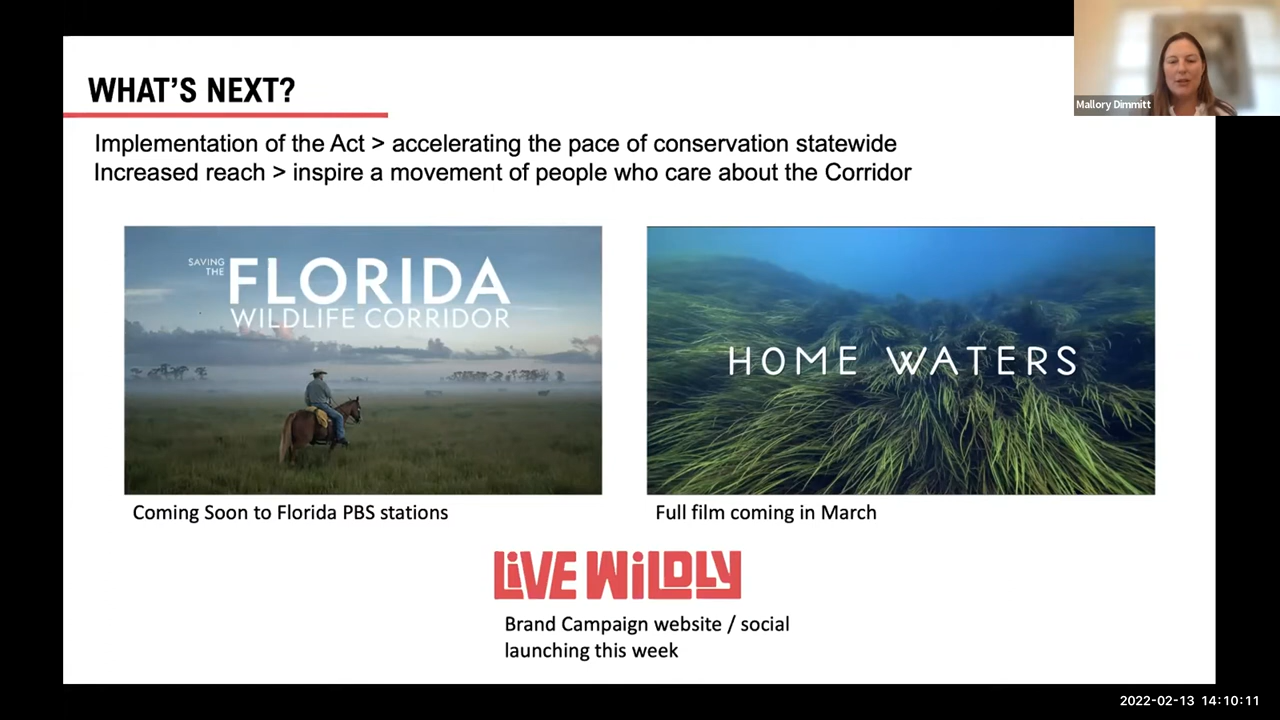 WHAT'S NEXT?
Mallory Dimmitt
Implementation of the Act > accelerating the pace of conservation statewide
Increased reach > inspire a movement of people who care about the Corridor
SAVING
THE
FLORIDA
WILDLIFE CORRIDOR
HOME WATERS
Coming Soon to Florida PBS stations
Full film coming in March
LiVE WiLDLY
Brand Campaign website / social
launching this week
2022-02-13 14:10:11